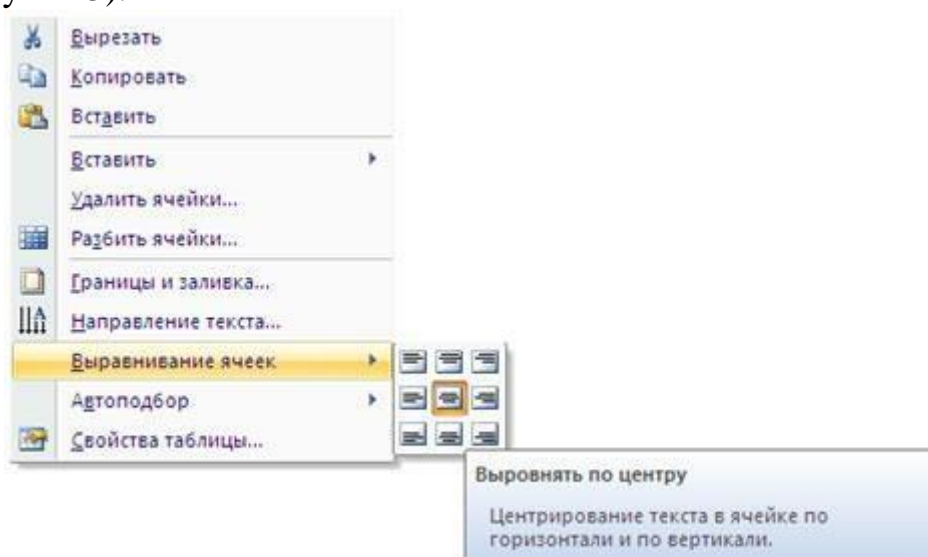 Вырезать
Копировать
Вставить
Вставить
Удалить ячейки...
Разбить ячейки...
Границы и заливка...
Направление текста...
Выравнивание ячеек
Автоподбор
Свойства таблицы...
Выровнять по центру
Центрирование текста в ячейке по
горизонтали и по вертикали.